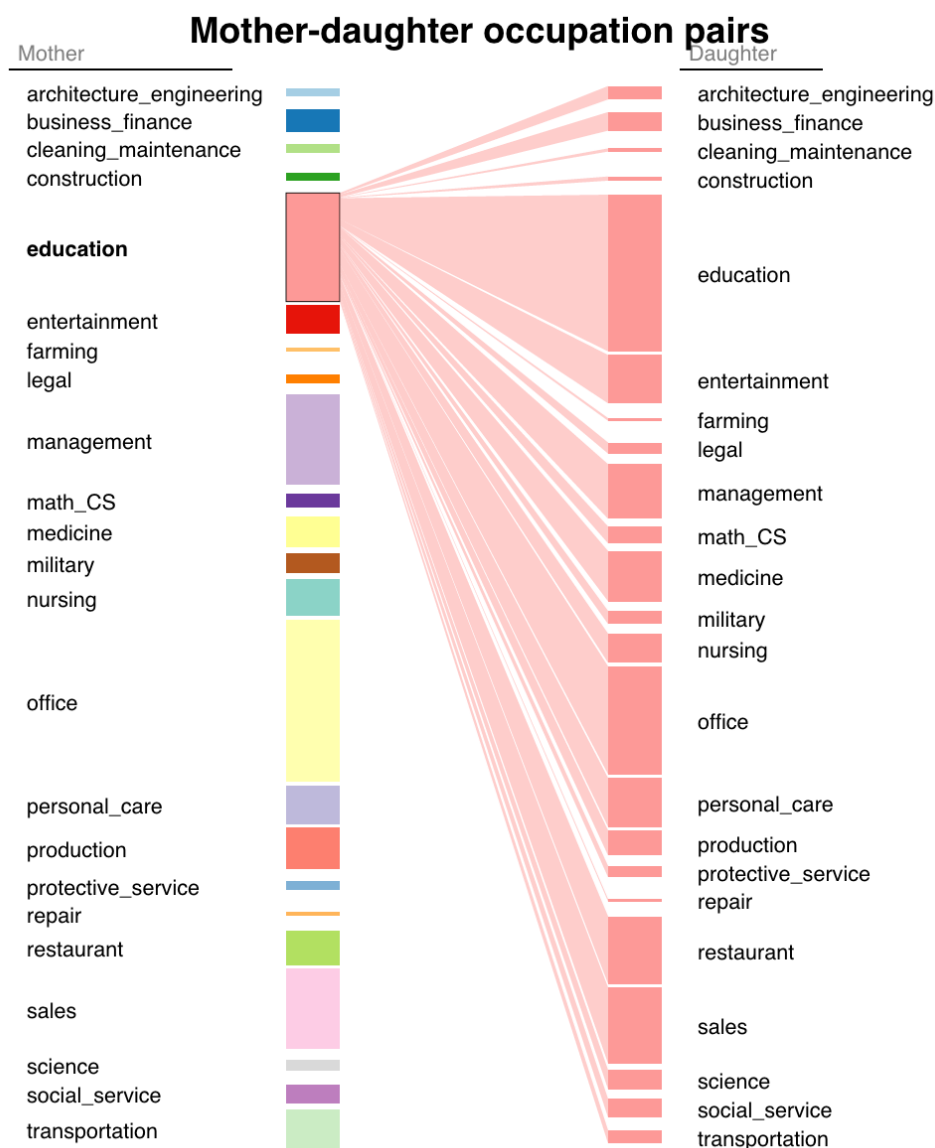 Mother-daughter occupation pairs
Mother
Daughter
architecture_engineering
business_finance
cleaning_maintenance
construction
education
entertainment
farming
legal
management
math_CS
medicine
military
nursing
office
personal_care
production
protective_service
repair
restaurant
sales
science
social_service
transportation
architecture_engineering
business_finance
cleaning_maintenance
construction
education
entertainment
farming
legal
management
math_CS
medicine
military
nursing
office
personal_care
production
protective_service
repair
restaurant
sales
science
social_service
transportation